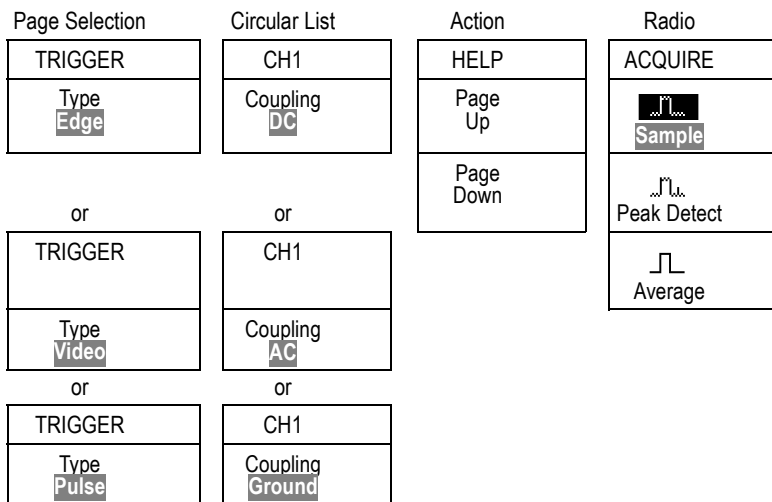 Page Selection
TRIGGER
Type
Edge
or
TRIGGER
Type
Video
or
TRIGGER
Type
Pulse
Circular List
CH1
Coupling
DC
or
CH1
Coupling
AC
or
CH1
Coupling
Ground
Action
HELP
Page
Up
Page
Down
Radio
ACQUIRE
Sample
Peak Detect
Average